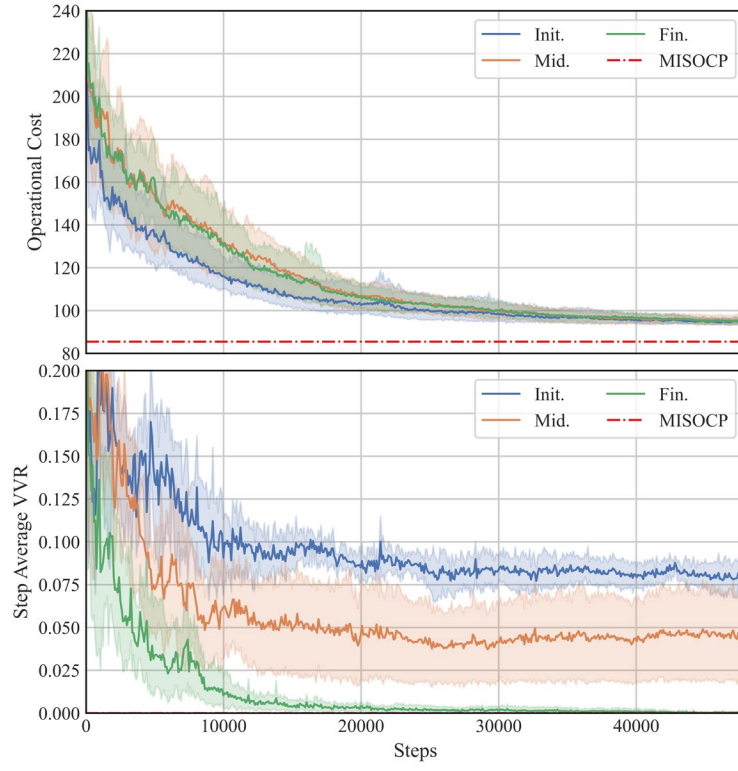 240
220
200
180
160
140
120
100
80
Operational Cost
Init.
Fin.
Mid.
MISOCP
0.200
0.175
0.150
0.125
0.100
0.075
0.050
0.025
0.000
Step Average VVR
Init.
Fin.
Mid.
MISOCP
0
10000
20000
30000
40000
Steps